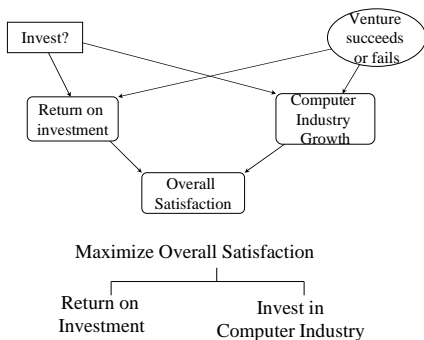 Invest?
Venture
succeeds
or fails
Return on
investment
Computer
Industry
Growth
Overall
Satisfaction
Maximize Overall Satisfaction
Return on
Investment
Invest in
Computer Industry